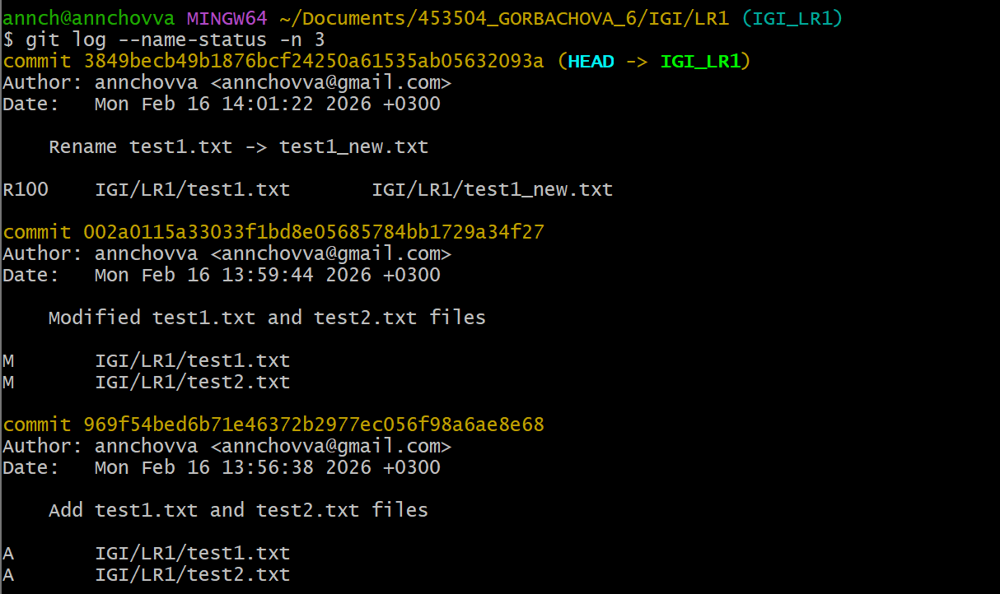 annch@annchovva MINGW64 ~/Documents/453504_GORBACHOVA_6/IGI/LR1 (IGI_LR1)
$ git log --name-status -n 3
commit 3849becb49b1876bcf24250a61535ab05632093a (HEAD -> IGI_LR1)
Author: annchovva <annchovva@gmail.com>
Date:   Mon Feb 16 14:01:22 2026 +0300

    Rename test1.txt -> test1_new.txt

R100    IGI/LR1/test1.txt       IGI/LR1/test1_new.txt

commit 002a0115a33033f1bd8e05685784bb1729a34f27
Author: annchovva <annchovva@gmail.com>
Date:   Mon Feb 16 13:59:44 2026 +0300

    Modified test1.txt and test2.txt files

M       IGI/LR1/test1.txt
M       IGI/LR1/test2.txt

commit 969f54bed6b71e46372b2977ec056f98a6ae8e68
Author: annchovva <annchovva@gmail.com>
Date:   Mon Feb 16 13:56:38 2026 +0300

    Add test1.txt and test2.txt files

A       IGI/LR1/test1.txt
A       IGI/LR1/test2.txt